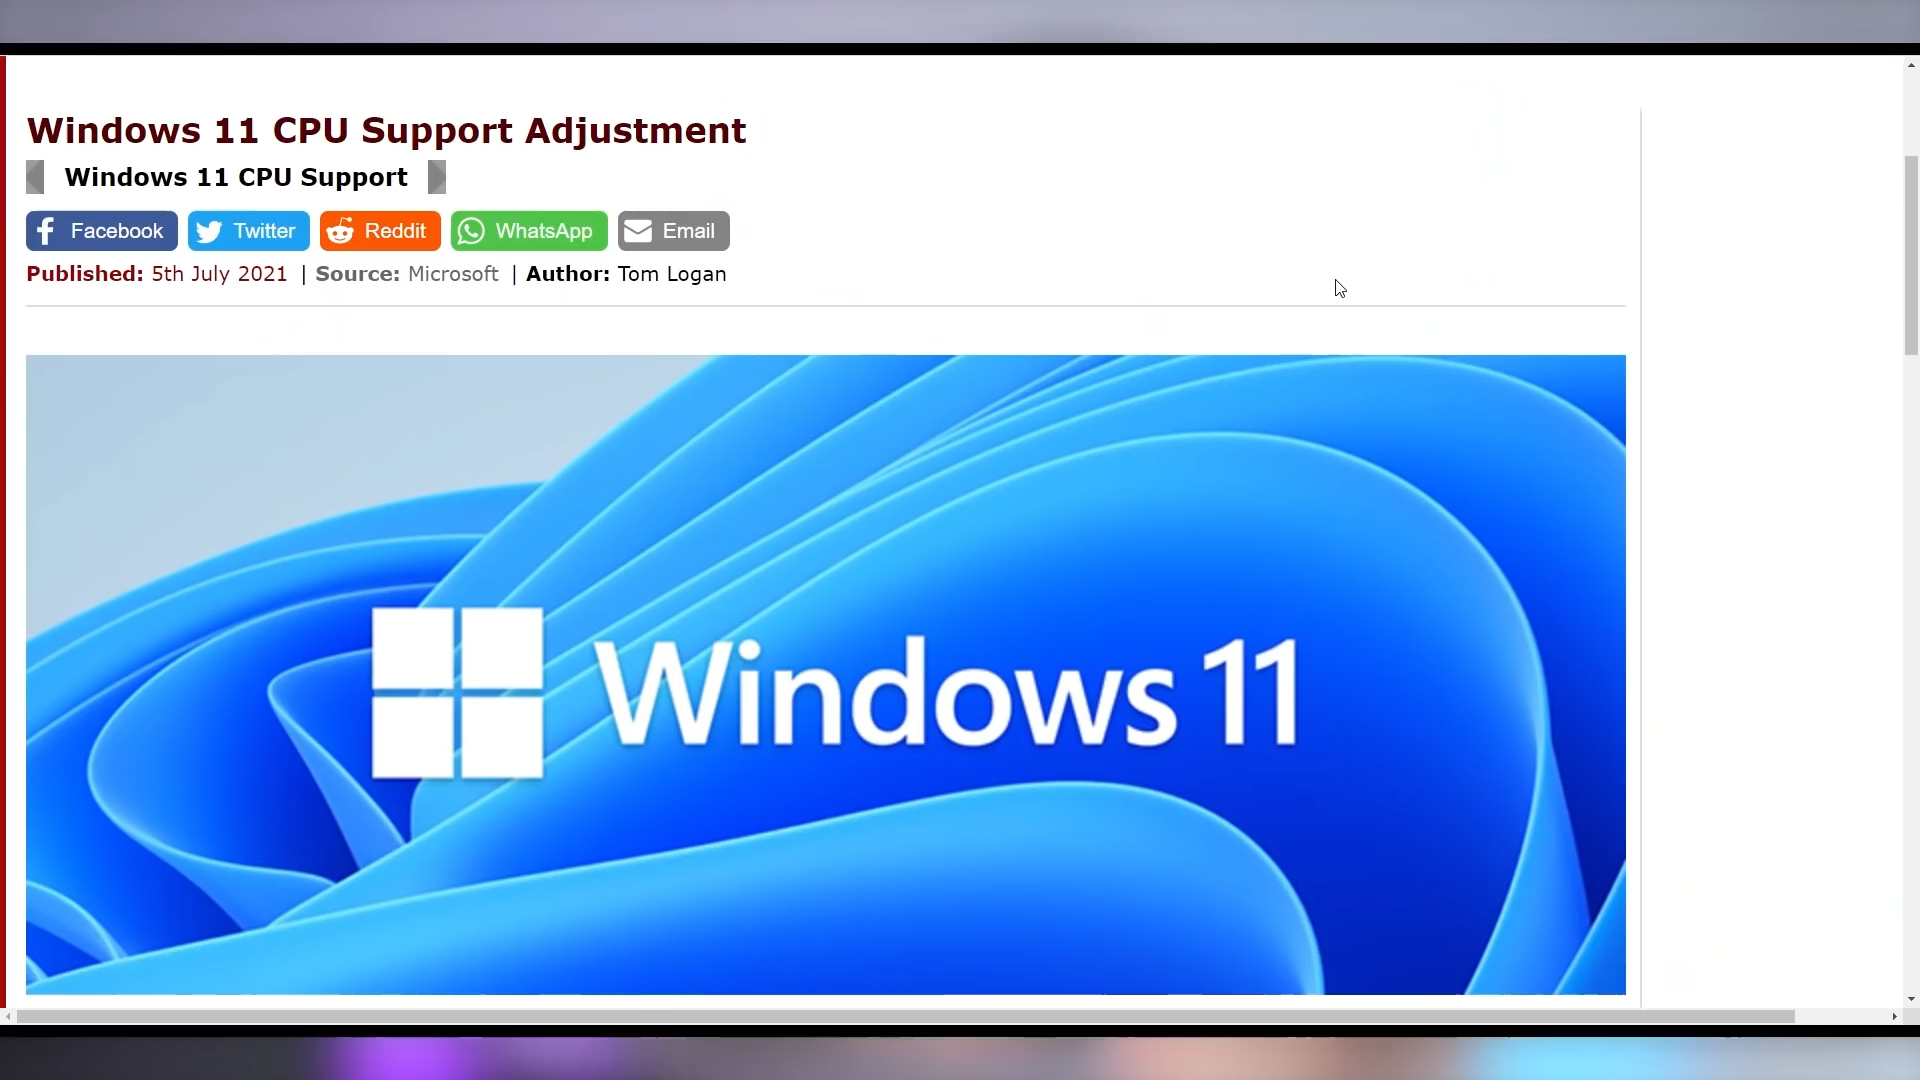 Windows 11 CPU Support Adjustment
Windows 11 CPU Support
Facebook Twitter Reddit WhatsApp Email
Published: 5th July 2021 | Source: Microsoft | Author: Tom Logan
Windows 11